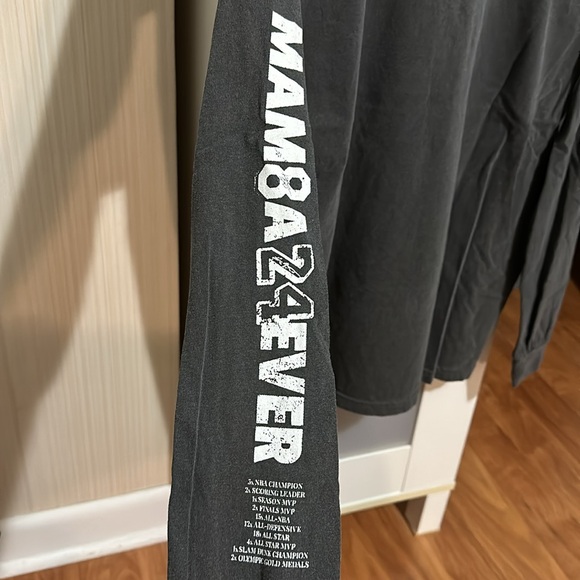 MAM8A24EVER
5x NBA CHAMPION
2x SCORING LEADER
1x SEASON MVP
2x FINALS MVP
15x ALL-NBA
12x ALL-DEFENSIVE
18x ALL STAR
4x ALL STAR MVP
1x SLAM DUNK CHAMPION
2x OLYMPIC GOLD MEDALS